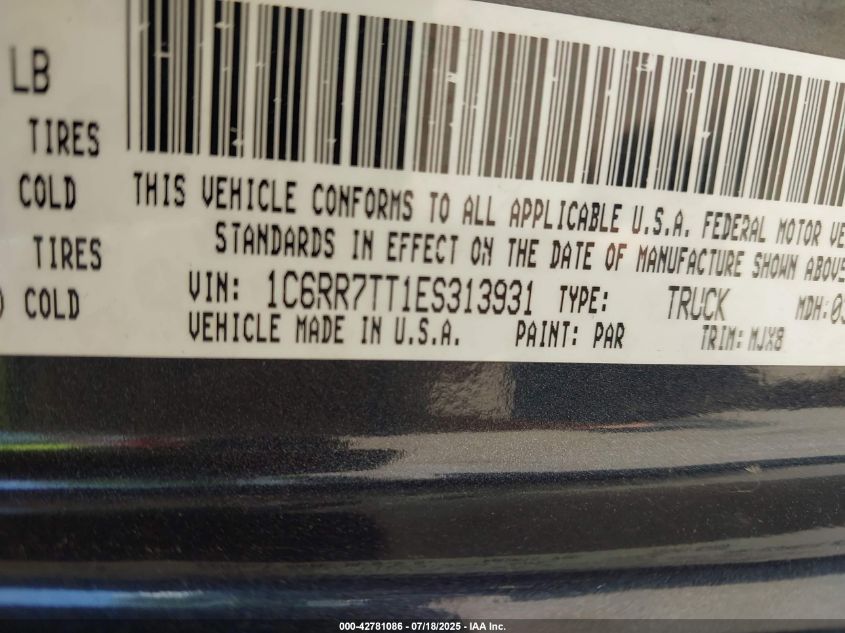 LB
TIRES
COLD
THIS VEHICLE CONFORMS TO ALL APPLICABLE U.S.A. FEDERAL MOTOR VE
TIRES
STANDARDS IN EFFECT ON THE DATE OF MANUFACTURE SHOWN ABOVE
) COLD
VIN: 1C6RR7TT1ES313931 TYPE: TRUCK MDH:03
VEHICLE MADE IN U.S.A. PAINT: PAR TRIM: MJX8
000-42781086 - 07/18/2025 - IAA Inc.